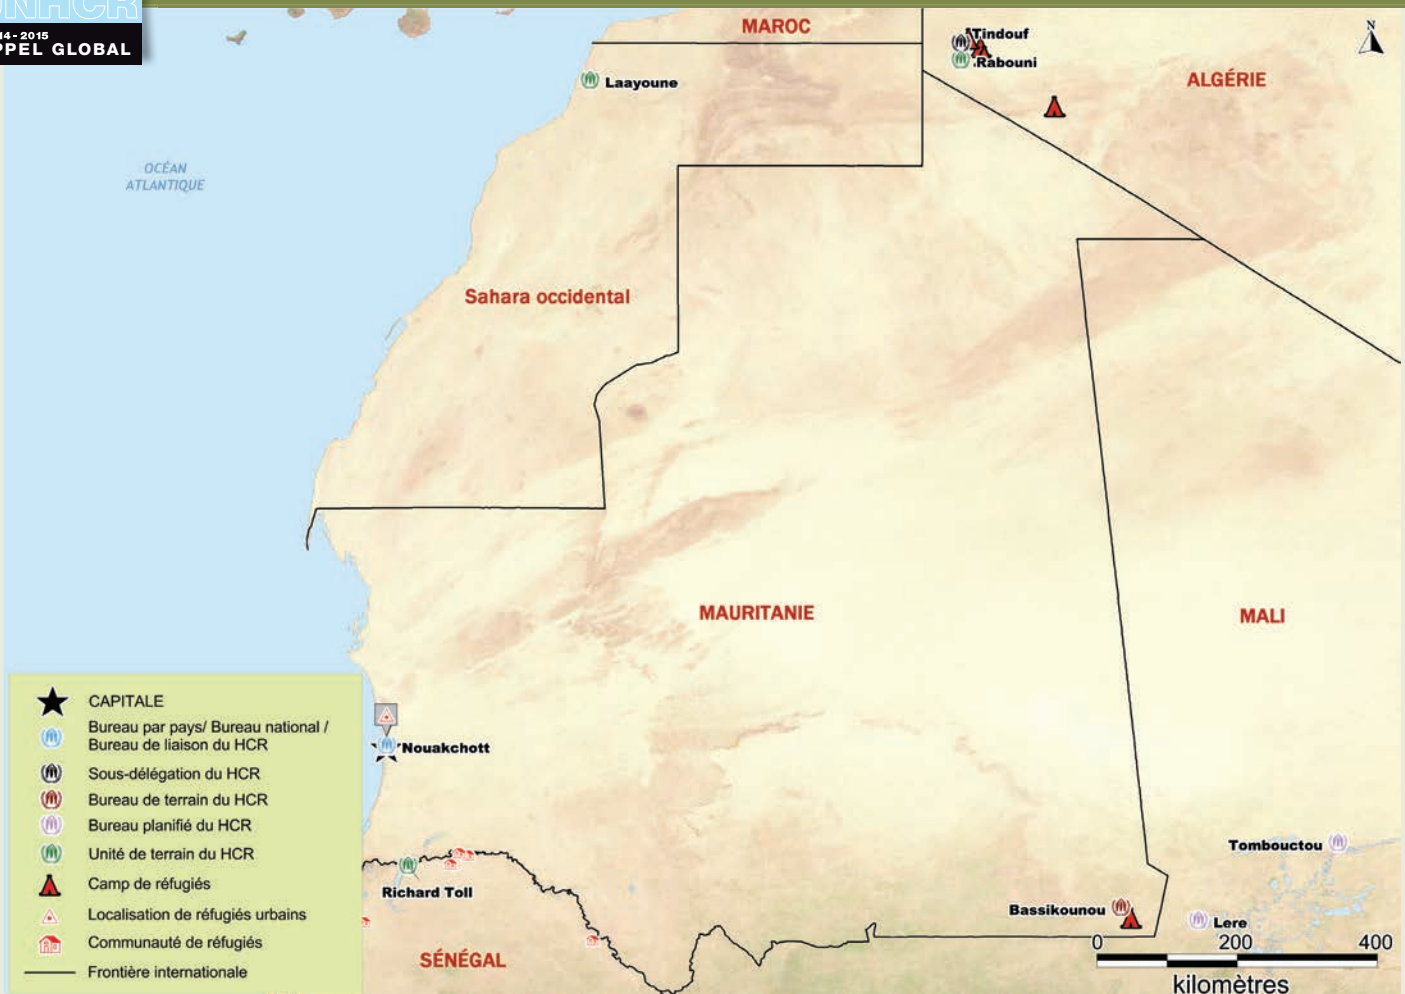 UNHCR
14 - 2015
PPEL GLOBAL
MAROC
N
Tindouf
Rabouni
Laayoune
ALGÉRIE
OCÉAN
ATLANTIQUE
Sahara occidental
MAURITANIE
MALI
Nouakchott
Richard Toll
SÉNÉGAL
Tombouctou
Bassikounou
Lere
0 200 400
kilomètres
CAPITALE
Bureau par pays/ Bureau national /
Bureau de liaison du HCR
Sous-délégation du HCR
Bureau de terrain du HCR
Bureau planifié du HCR
Unité de terrain du HCR
Camp de réfugiés
Localisation de réfugiés urbains
Communauté de réfugiés
Frontière internationale